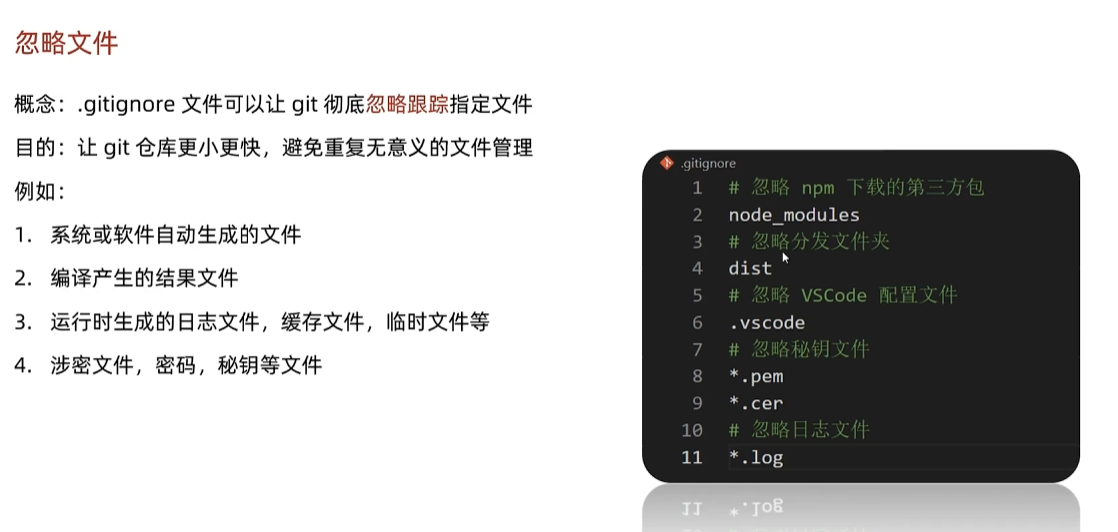 忽略文件
概念：.gitignore 文件可以让 git 彻底忽略跟踪指定文件
目的：让 git 仓库更小更快，避免重复无意义的文件管理
例如：
1. 系统或软件自动生成的文件
2. 编译产生的结果文件
3. 运行时生成的日志文件，缓存文件，临时文件等
4. 涉密文件，密码，秘钥等文件
.gitignore
1 # 忽略 npm 下载的第三方包
2 node_modules
3 # 忽略分发文件夹
4 dist
5 # 忽略 VSCode 配置文件
6 .vscode
7 # 忽略秘钥文件
8 *.pem
9 *.cer
10 # 忽略日志文件
11 *.log